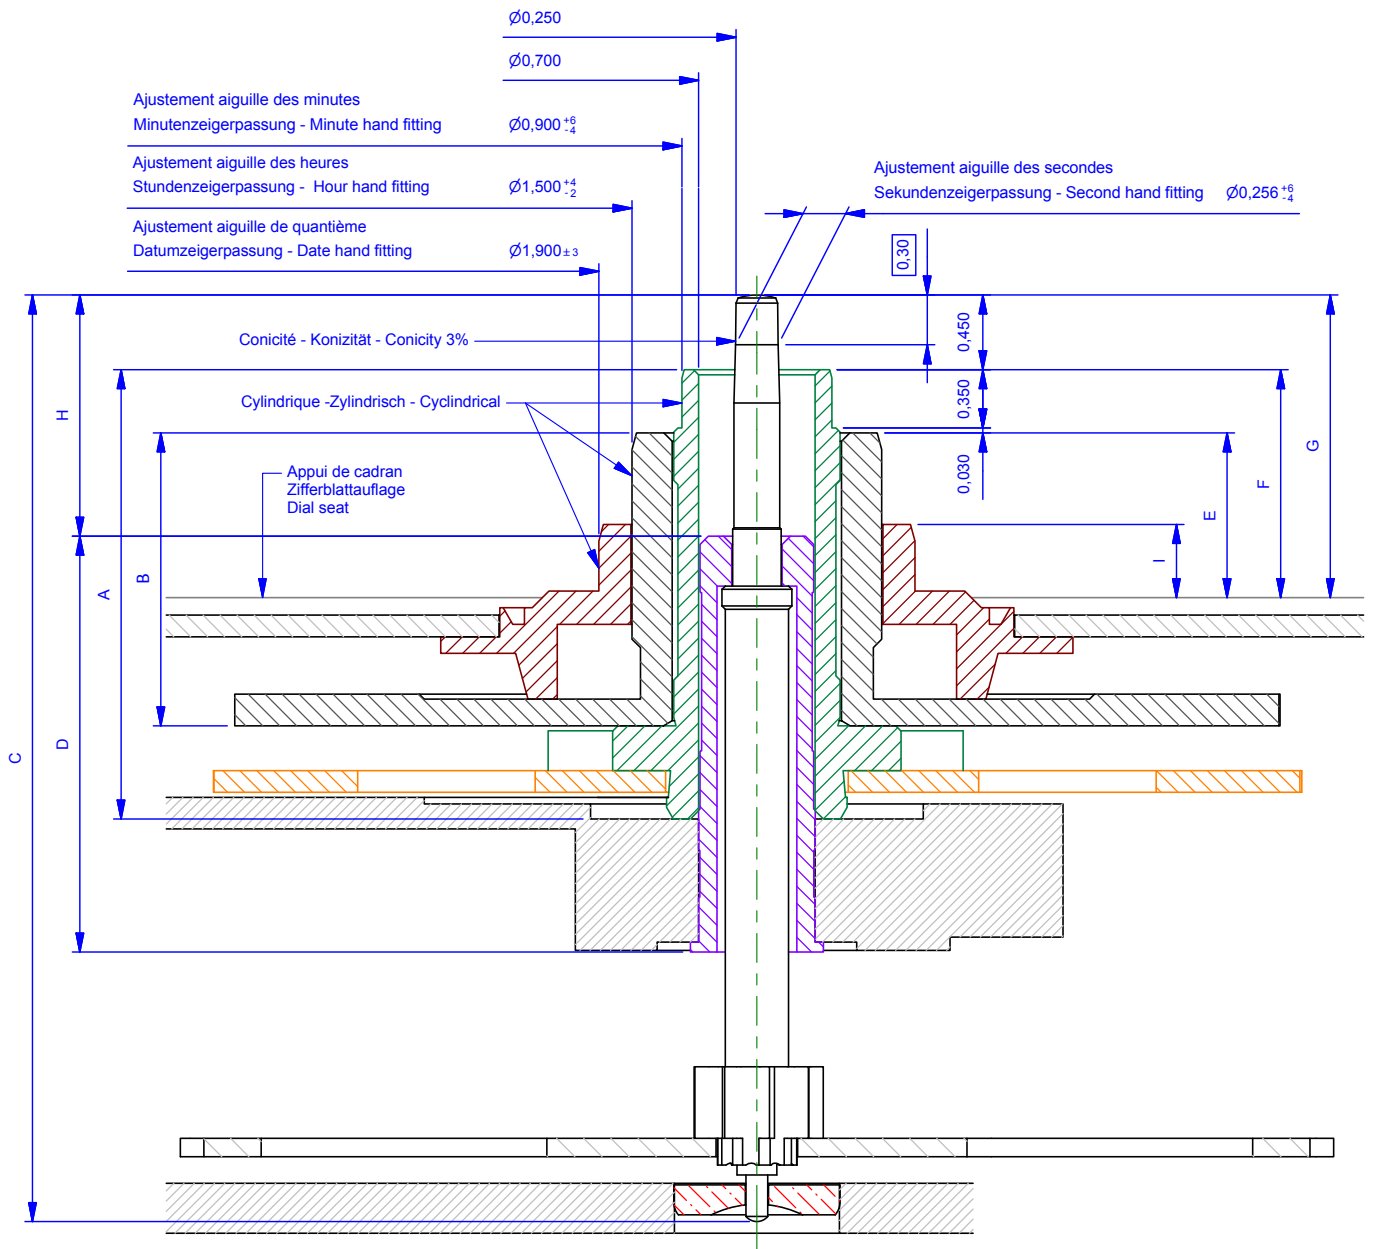 Ø0,250
Ø0,700
Ajustement aiguille des minutes
Minutenzeigerpassung - Minute hand fitting Ø0,900 +6 -4
Ajustement aiguille des heures
Stundenzeigerpassung - Hour hand fitting Ø1,500 +4 -2
Ajustement aiguille de quantième
Datumzeigerpassung - Date hand fitting Ø1,900 ±3
Ajustement aiguille des secondes
Sekundenzeigerpassung - Second hand fitting Ø0,256 +6 -4
0,30
Conicité - Konizität - Conicity 3%
0,450
Cylindrique -Zylindrisch - Cyclindrical
0,350
0,030
Appui de cadran
Zifferblattauflage
Dial seat
H
G
F
E
I
A
B
D
C